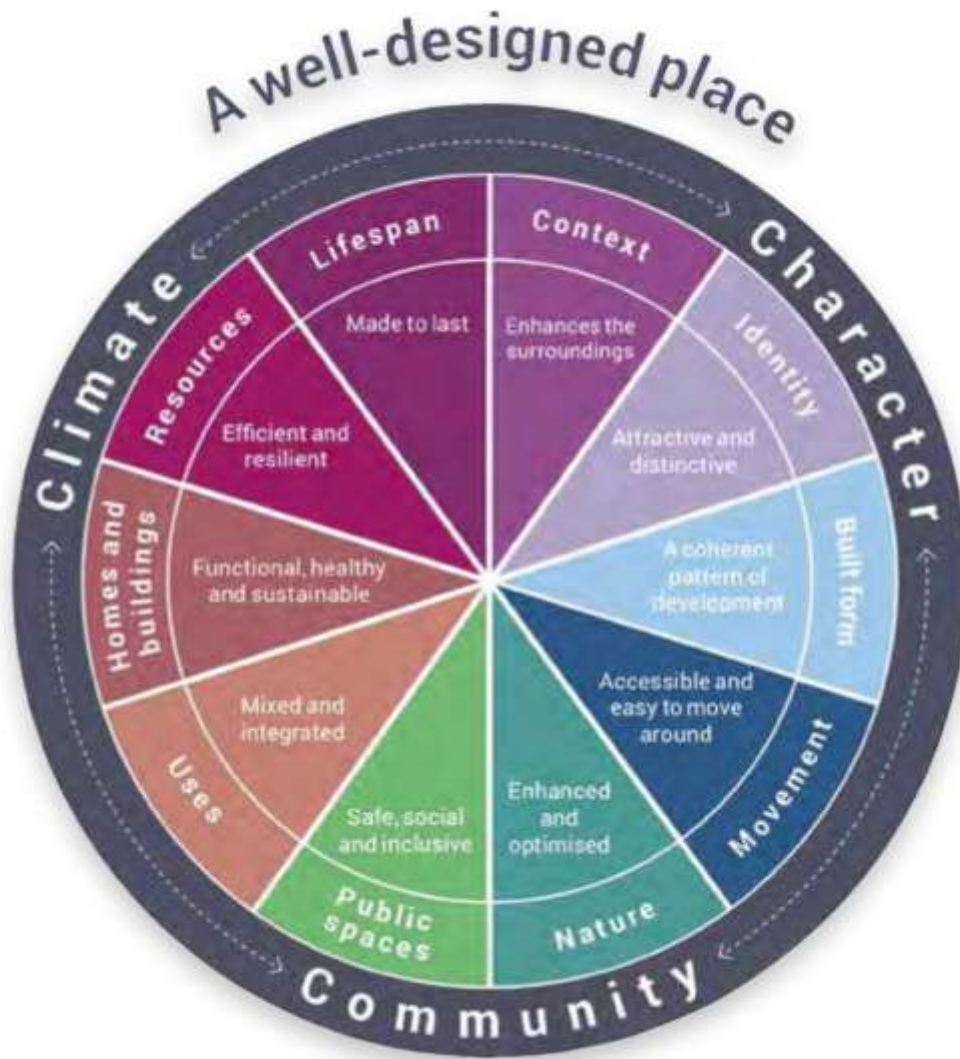 A well-designed place
Climate
Character
Community
Context
Enhances the
surroundings
Identity
Attractive and
distinctive
Built form
A coherent
pattern of
development
Movement
Accessible and
easy to move
around
Nature
Enhanced
and
optimised
Public
spaces
Safe, social
and inclusive
Uses
Mixed and
integrated
Homes and
buildings
Functional, healthy
and sustainable
Resources
Efficient and
resilient
Lifespan
Made to last